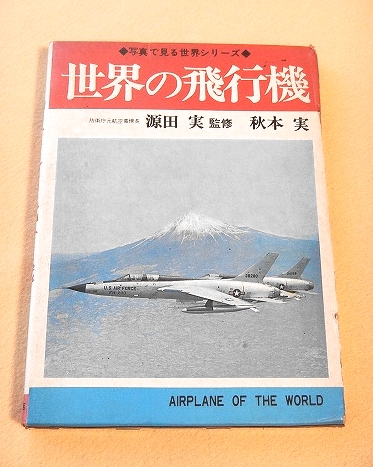 ◆写真で見る世界シリーズ◆
世界の飛行機
源田 実 監修 秋本 実
U.S. AIR FORCE
AIRPLANE OF THE WORLD